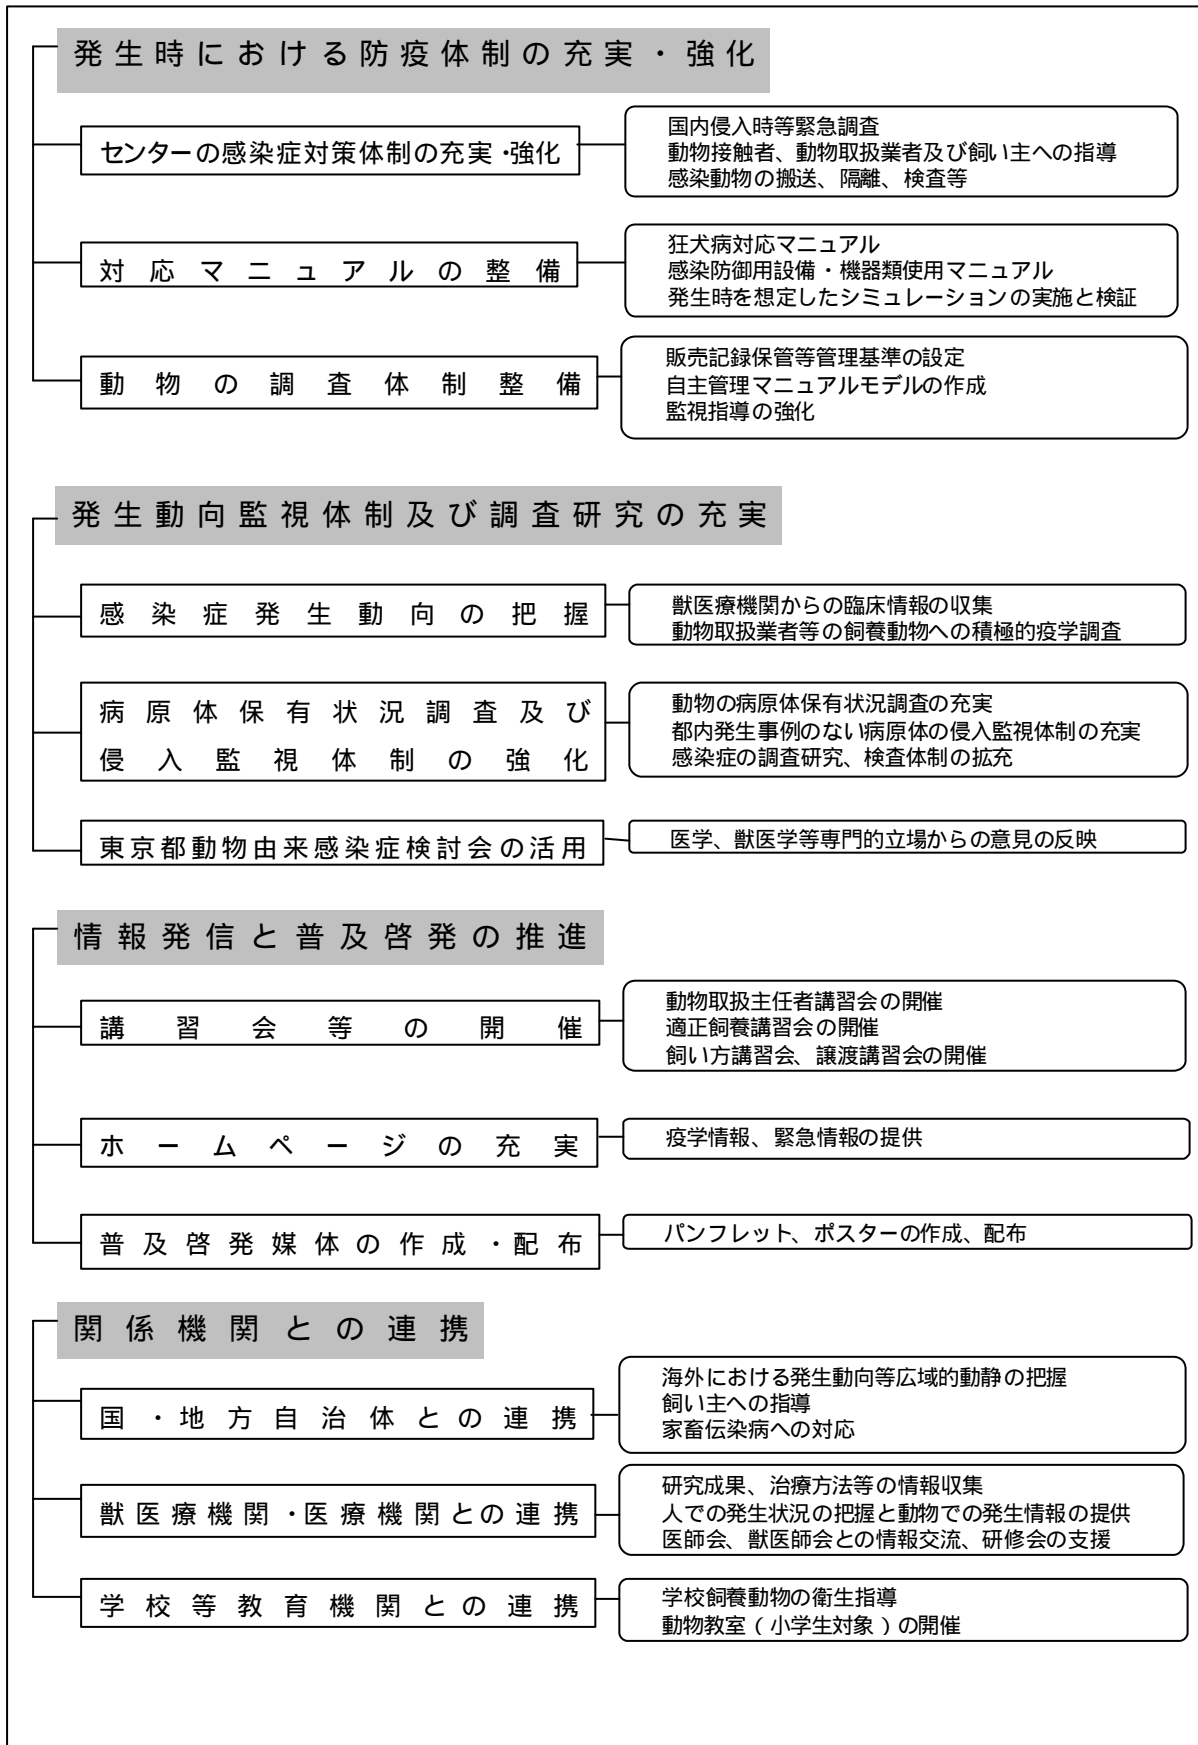 発生時における防疫体制の充実・強化
センターの感染症対策体制の充実・強化
国内侵入時等緊急調査
動物接触者、動物取扱業者及び飼い主への指導
感染動物の搬送、隔離、検査等
対応マニュアルの整備
狂犬病対応マニュアル
感染防御用設備・機器類使用マニュアル
発生時を想定したシミュレーションの実施と検証
動物の調査体制整備
販売記録保管等管理基準の設定
自主管理マニュアルモデルの作成
監視指導の強化
発生動向監視体制及び調査研究の充実
感染症発生動向の把握
獣医療機関からの臨床情報の収集
動物取扱業者等の飼養動物への積極的疫学調査
病原体保有状況調査及び
侵入監視体制の強化
動物の病原体保有状況調査の充実
都内発生事例のない病原体の侵入監視体制の充実
感染症の調査研究、検査体制の拡充
東京都動物由来感染症検討会の活用
医学、獣医学等専門的立場からの意見の反映
情報発信と普及啓発の推進
講習会等の開催
動物取扱主任者講習会の開催
適正飼養講習会の開催
飼い方講習会、譲渡講習会の開催
ホームページの充実
疫学情報、緊急情報の提供
普及啓発媒体の作成・配布
パンフレット、ポスターの作成、配布
関係機関との連携
国・地方自治体との連携
海外における発生動向等広域的動静の把握
飼い主への指導
家畜伝染病への対応
獣医療機関・医療機関との連携
研究成果、治療方法等の情報収集
人での発生状況の把握と動物での発生情報の提供
医師会、獣医師会との情報交流、研修会の支援
学校等教育機関との連携
学校飼養動物の衛生指導
動物教室（小学生対象）の開催